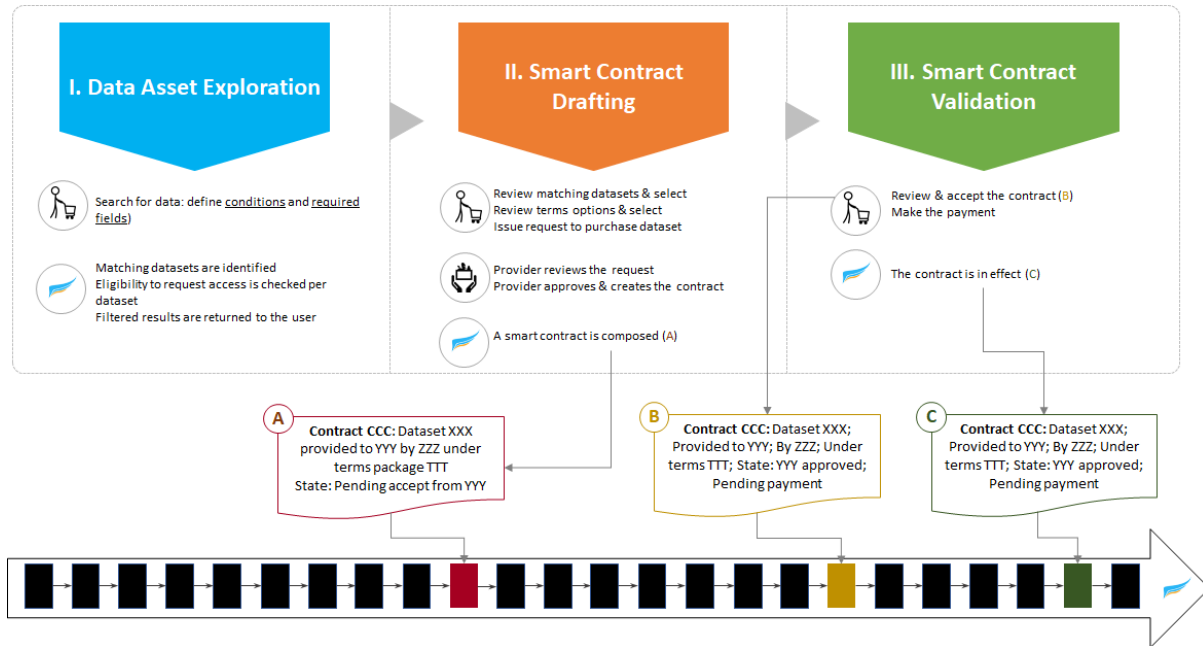 I. Data Asset Exploration
II. Smart Contract
Drafting
III. Smart Contract
Validation
Search for data: define conditions and required
fields)
Matching datasets are identified
Eligibility to request access is checked per
dataset
Filtered results are returned to the user
Review matching datasets & select
Review terms options & select
Issue request to purchase dataset
Provider reviews the request
Provider approves & creates the contract
A smart contract is composed (A)
Review & accept the contract (B)
Make the payment
The contract is in effect (C)
A
Contract CCC: Dataset XXX
provided to YYY by ZZZ under
terms package TTT
State: Pending accept from YYY
B
Contract CCC: Dataset XXX;
Provided to YYY; By ZZZ; Under
terms TTT; State: YYY approved;
Pending payment
C
Contract CCC: Dataset XXX;
Provided to YYY; By ZZZ; Under
terms TTT; State: YYY approved;
Pending payment